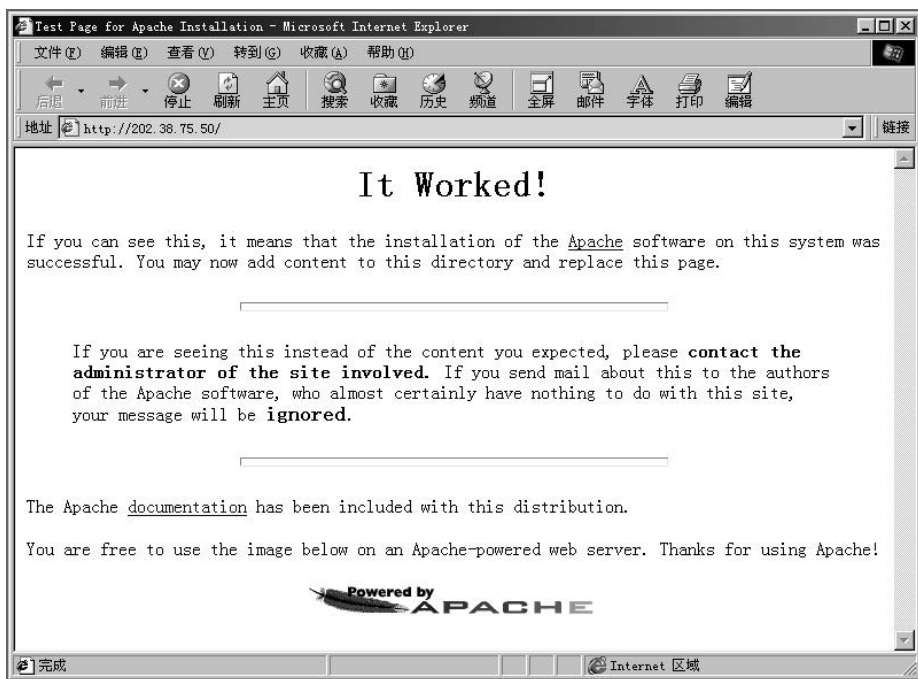 Test Page for Apache Installation - Microsoft Internet Explorer
文件(F) 编辑(E) 查看(V) 转到(G) 收藏(A) 帮助(H)
后退 前进 停止 刷新 主页 搜索 收藏 历史 频道 全屏 邮件 字体 打印 编辑
地址 http://202.38.75.50/ 链接
It Worked!
If you can see this, it means that the installation of the Apache software on this system was
successful. You may now add content to this directory and replace this page.
If you are seeing this instead of the content you expected, please contact the
administrator of the site involved. If you send mail about this to the authors
of the Apache software, who almost certainly have nothing to do with this site,
your message will be ignored.
The Apache documentation has been included with this distribution.
You are free to use the image below on an Apache-powered web server. Thanks for using Apache!
Powered by
APACHE
完成 Internet 区域